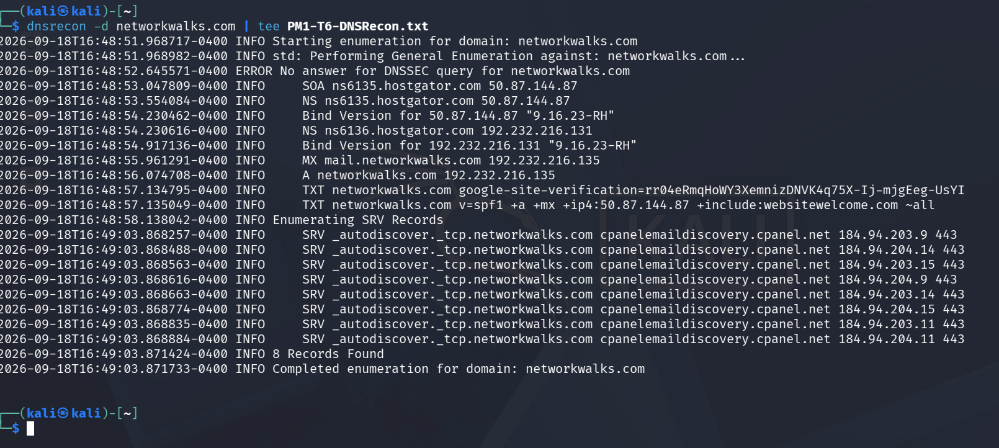 ┌──(kali㉿kali)-[~]
└─$ dnsrecon -d networkwalks.com | tee PM1-T6-DNSRecon.txt
2026-09-18T16:48:51.968717-0400 INFO Starting enumeration for domain: networkwalks.com
2026-09-18T16:48:51.968982-0400 INFO std: Performing General Enumeration against: networkwalks.com...
2026-09-18T16:48:52.645571-0400 ERROR No answer for DNSSEC query for networkwalks.com
2026-09-18T16:48:53.047809-0400 INFO     SOA ns6135.hostgator.com 50.87.144.87
2026-09-18T16:48:53.554084-0400 INFO     NS ns6135.hostgator.com 50.87.144.87
2026-09-18T16:48:54.230462-0400 INFO     Bind Version for 50.87.144.87 "9.16.23-RH"
2026-09-18T16:48:54.230616-0400 INFO     NS ns6136.hostgator.com 192.232.216.131
2026-09-18T16:48:54.917136-0400 INFO     Bind Version for 192.232.216.131 "9.16.23-RH"
2026-09-18T16:48:55.961291-0400 INFO     MX mail.networkwalks.com 192.232.216.135
2026-09-18T16:48:56.074708-0400 INFO     A networkwalks.com 192.232.216.135
2026-09-18T16:48:57.134795-0400 INFO     TXT networkwalks.com google-site-verification=rr04eRmqHoWY3XemnizDNVK4q75X-Ij-mjgEeg-UsYI
2026-09-18T16:48:57.135049-0400 INFO     TXT networkwalks.com v=spf1 +a +mx +ip4:50.87.144.87 +include:websitewelcome.com ~all
2026-09-18T16:48:58.138042-0400 INFO Enumerating SRV Records
2026-09-18T16:49:03.868257-0400 INFO     SRV _autodiscover._tcp.networkwalks.com cpanelemaildiscovery.cpanel.net 184.94.203.9 443
2026-09-18T16:49:03.868488-0400 INFO     SRV _autodiscover._tcp.networkwalks.com cpanelemaildiscovery.cpanel.net 184.94.204.14 443
2026-09-18T16:49:03.868563-0400 INFO     SRV _autodiscover._tcp.networkwalks.com cpanelemaildiscovery.cpanel.net 184.94.203.15 443
2026-09-18T16:49:03.868616-0400 INFO     SRV _autodiscover._tcp.networkwalks.com cpanelemaildiscovery.cpanel.net 184.94.204.9 443
2026-09-18T16:49:03.868663-0400 INFO     SRV _autodiscover._tcp.networkwalks.com cpanelemaildiscovery.cpanel.net 184.94.203.14 443
2026-09-18T16:49:03.868774-0400 INFO     SRV _autodiscover._tcp.networkwalks.com cpanelemaildiscovery.cpanel.net 184.94.204.15 443
2026-09-18T16:49:03.868835-0400 INFO     SRV _autodiscover._tcp.networkwalks.com cpanelemaildiscovery.cpanel.net 184.94.203.11 443
2026-09-18T16:49:03.868884-0400 INFO     SRV _autodiscover._tcp.networkwalks.com cpanelemaildiscovery.cpanel.net 184.94.204.11 443
2026-09-18T16:49:03.871424-0400 INFO 8 Records Found
2026-09-18T16:49:03.871733-0400 INFO Completed enumeration for domain: networkwalks.com
KALI
┌──(kali㉿kali)-[~]
└─$